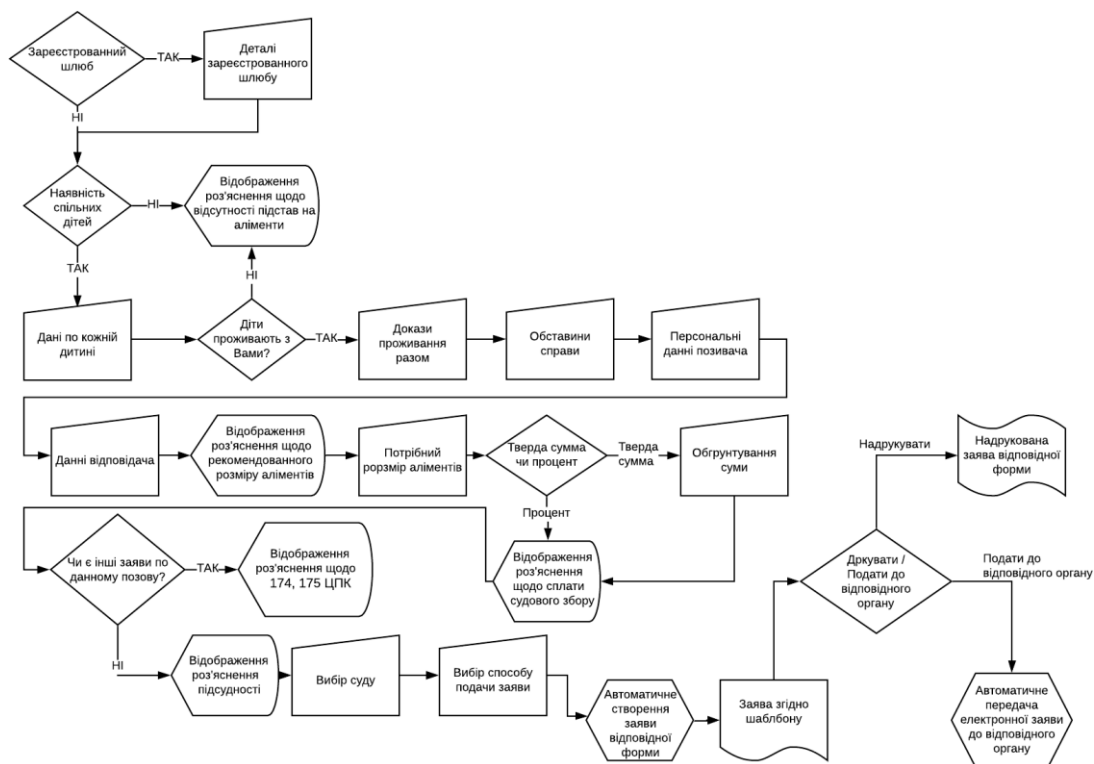 Зареєстрованний
шлюб
ТАК
Деталі
зареєстрованного
шлюбу
НІ
Наявність
спільних
дітей
НІ
Відображення
роз'яснення щодо
відсутності підстав на
аліменти
ТАК
НІ
Дані по кожній
дитині
Діти
проживають з
Вами?
ТАК
Докази
проживання
разом
Обставини
справи
Персональні
данні позивача
Данні відповідача
Відображення
роз'яснення щодо
рекомендованного
розміру аліментів
Потрібний
рорзмір аліментів
Тверда сумма
чи процент
Тверда
сумма
Обгрунтування
суми
Надрукувати
Надрукована
заява відповідної
форми
Процент
Чи є інші заяви по
данному позову?
ТАК
Відображення
роз'яснення щодо
174, 175 ЦПК
Відображення
роз'яснення
щодо сплати
судового збору
Дркувати /
Подати до
відповідного
органу
Подати до
відповідного органу
НІ
Відображення
роз'яснення
підсудності
Вибір суду
Вибір способу
подачи заяви
Автоматичне
створення
заяви
відповідної
форми
Заява згідно
шаблбону
Автоматичне
передача
електронної заяви
до відповідного
органу